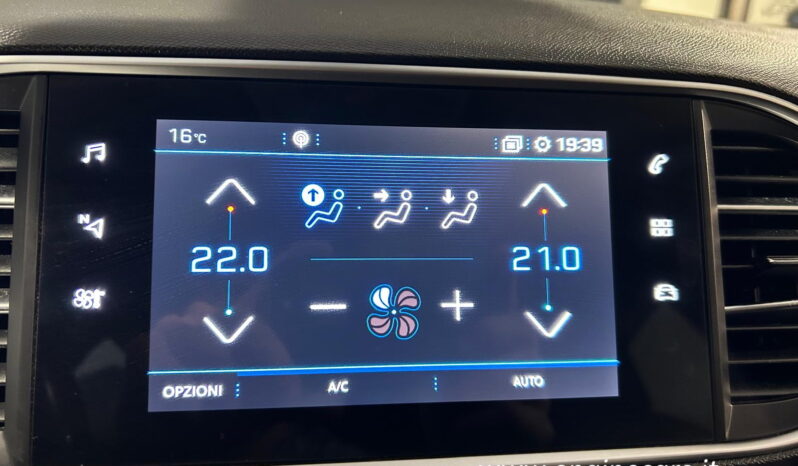 16°C 19:39
N
22.0 21.0
OPZIONI A/C AUTO